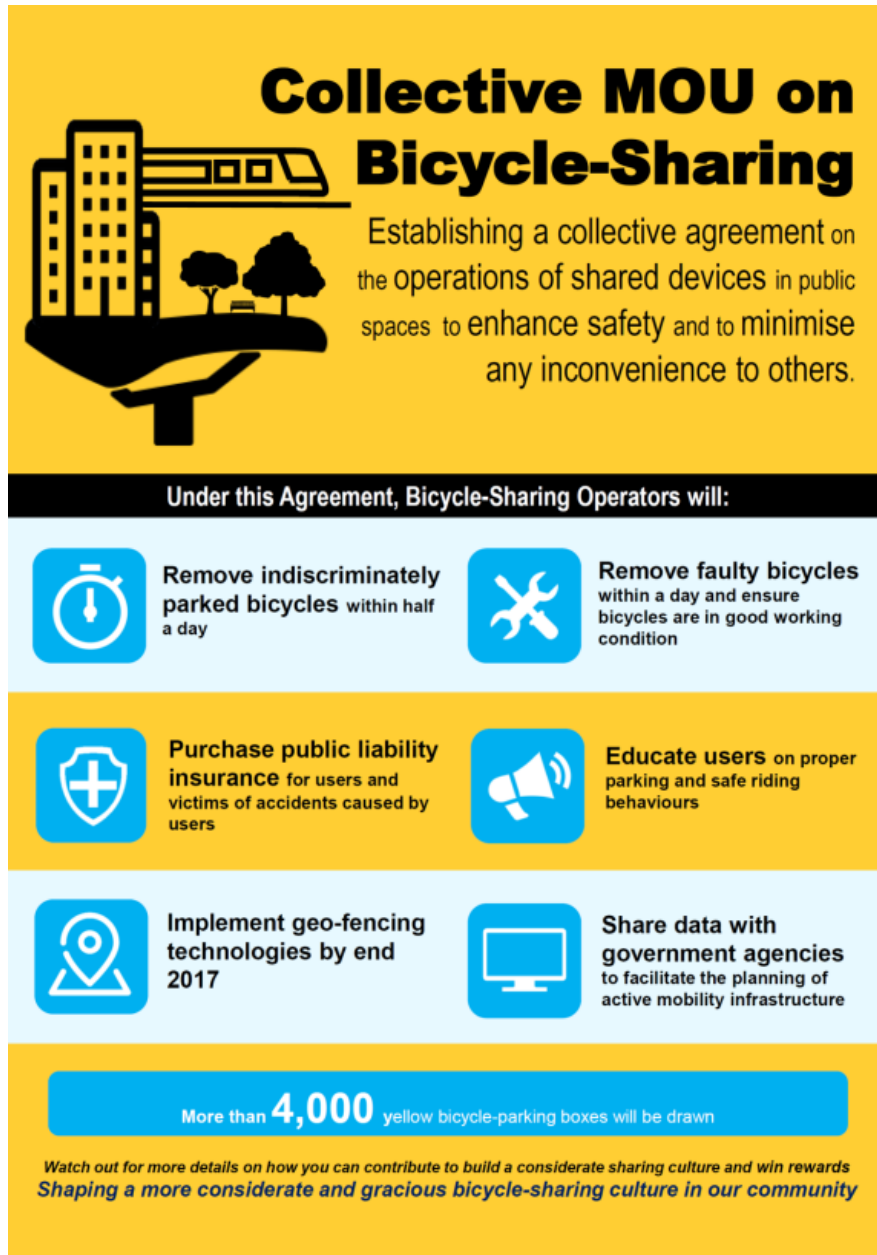 Collective MOU on
Bicycle-Sharing
Establishing a collective agreement on
the operations of shared devices in public
spaces to enhance safety and to minimise
any inconvenience to others.
Under this Agreement, Bicycle-Sharing Operators will:
Remove indiscriminately
parked bicycles within half
a day
Remove faulty bicycles
within a day and ensure
bicycles are in good working
condition
Purchase public liability
insurance for users and
victims of accidents caused by
users
Educate users on proper
parking and safe riding
behaviours
Implement geo-fencing
technologies by end
2017
Share data with
government agencies
to facilitate the planning of
active mobility infrastructure
More than 4,000 yellow bicycle-parking boxes will be drawn
Watch out for more details on how you can contribute to build a considerate sharing culture and win rewards
Shaping a more considerate and gracious bicycle-sharing culture in our community